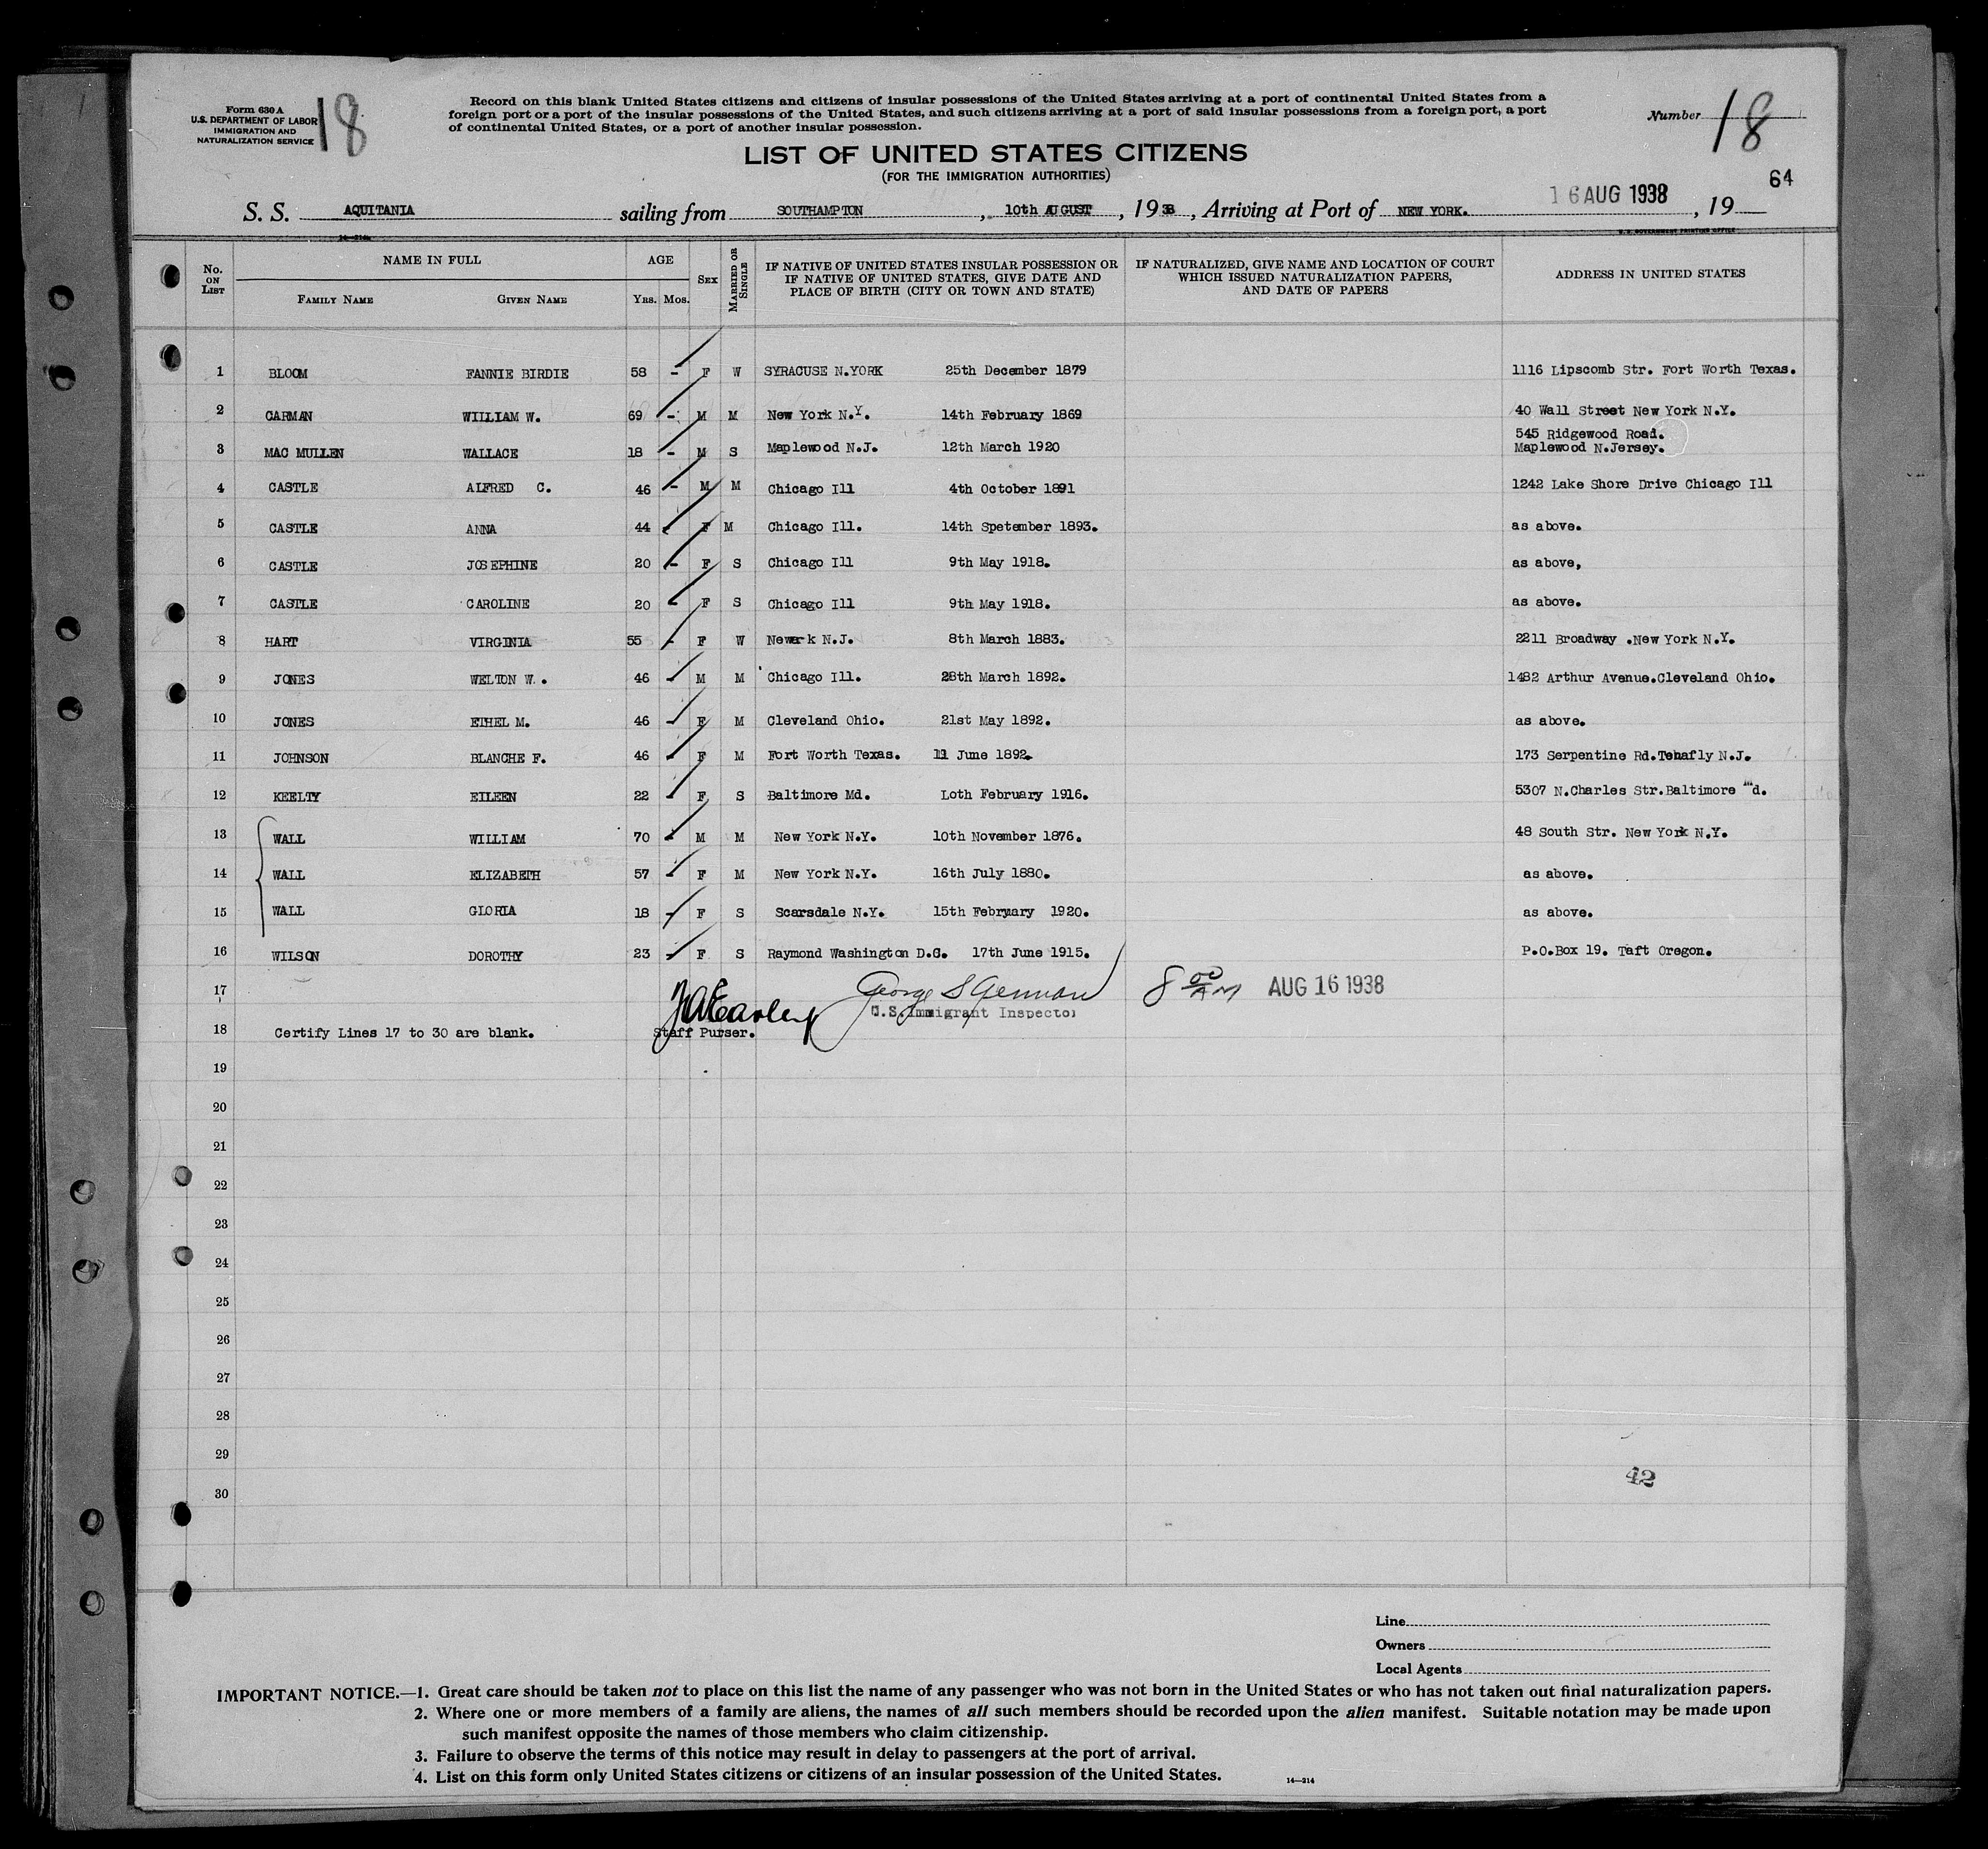 Form 630 A
U.S. DEPARTMENT OF LABOR
IMMIGRATION AND
NATURALIZATION SERVICE
18
Record on this blank United States citizens and citizens of insular possessions of the United States arriving at a port of continental United States from a
foreign port or a port of the insular possessions of the United States, and such citizens arriving at a port of said insular possessions from a foreign port, a port
of continental United States, or a port of another insular possession.
Number 18
LIST OF UNITED STATES CITIZENS
(FOR THE IMMIGRATION AUTHORITIES)
64
S. S. AQUITANIA sailing from SOUTHAMPTON , 10th AUGUST , 1938 , Arriving at Port of NEW YORK. 16 AUG 1938 , 19
14—214
U.S. GOVERNMENT PRINTING OFFICE
No. ON LIST NAME IN FULL FAMILY NAME GIVEN NAME AGE YRS. MOS. SEX MARRIED OR SINGLE IF NATIVE OF UNITED STATES INSULAR POSSESSION OR IF NATIVE OF UNITED STATES, GIVE DATE AND PLACE OF BIRTH (CITY OR TOWN AND STATE) IF NATURALIZED, GIVE NAME AND LOCATION OF COURT WHICH ISSUED NATURALIZATION PAPERS, AND DATE OF PAPERS ADDRESS IN UNITED STATES
1 BLOOM FANNIE BIRDIE 58 - F W SYRACUSE N.YORK 25th December 1879 1116 Lipscomb Str. Fort Worth Texas.
2 CARMAN WILLIAM W. 69 - M M New York N.Y. 14th February 1869 40 Wall Street New York N.Y.
3 MAC MULLEN WALLACE 18 - M S Maplewood N.J. 12th March 1920 545 Ridgewood Road.
Maplewood N.Jersey.
4 CASTLE ALFRED C. 46 - M M Chicago Ill 4th October 1891 1242 Lake Shore Drive Chicago Ill
5 CASTLE ANNA 44 - F M Chicago Ill. 14th Spetember 1893. as above.
6 CASTLE JOSEPHINE 20 - F S Chicago Ill 9th May 1918. as above,
7 CASTLE CAROLINE 20 - F S Chicago Ill 9th May 1918. as above.
8 HART VIRGINIA 55 - F W Newark N.J. 8th March 1883. 2211 Broadway .New York N.Y.
9 JONES WELTON W. 46 - M M Chicago Ill. 28th March 1892. 1482 Arthur Avenue.Cleveland Ohio.
10 JONES ETHEL M. 46 - F M Cleveland Ohio. 21st May 1892. as above.
11 JOHNSON BLANCHE F. 46 - F M Fort Worth Texas. 11 June 1892. 173 Serpentine Rd.Tenafly N.J.
12 KEELTY EILEEN 22 - F S Baltimore Md. Loth February 1916. 5307 N.Charles Str.Baltimore Md.
13 WALL WILLIAM 70 - M M New York N.Y. 10th November 1876. 48 South Str. New York N.Y.
14 WALL ELIZABETH 57 - F M New York N.Y. 16th July 1880. as above.
15 WALL GLORIA 18 - F S Scarsdale N.Y. 15th February 1920. as above.
16 WILSON DOROTHY 23 - F S Raymond Washington D.C. 17th June 1915. P.O.Box 19. Taft Oregon.
17 George S 8 00 AM AUG 16 1938
U.S. Immigrant Inspector
18 Certify Lines 17 to 30 are blank. Staff Purser.
19
20
21
22
23
24
25
26
27
28
29
42
30
Line
Owners
Local Agents
IMPORTANT NOTICE.—1. Great care should be taken not to place on this list the name of any passenger who was not born in the United States or who has not taken out final naturalization papers.
2. Where one or more members of a family are aliens, the names of all such members should be recorded upon the alien manifest. Suitable notation may be made upon
such manifest opposite the names of those members who claim citizenship.
3. Failure to observe the terms of this notice may result in delay to passengers at the port of arrival.
4. List on this form only United States citizens or citizens of an insular possession of the United States.
14—214